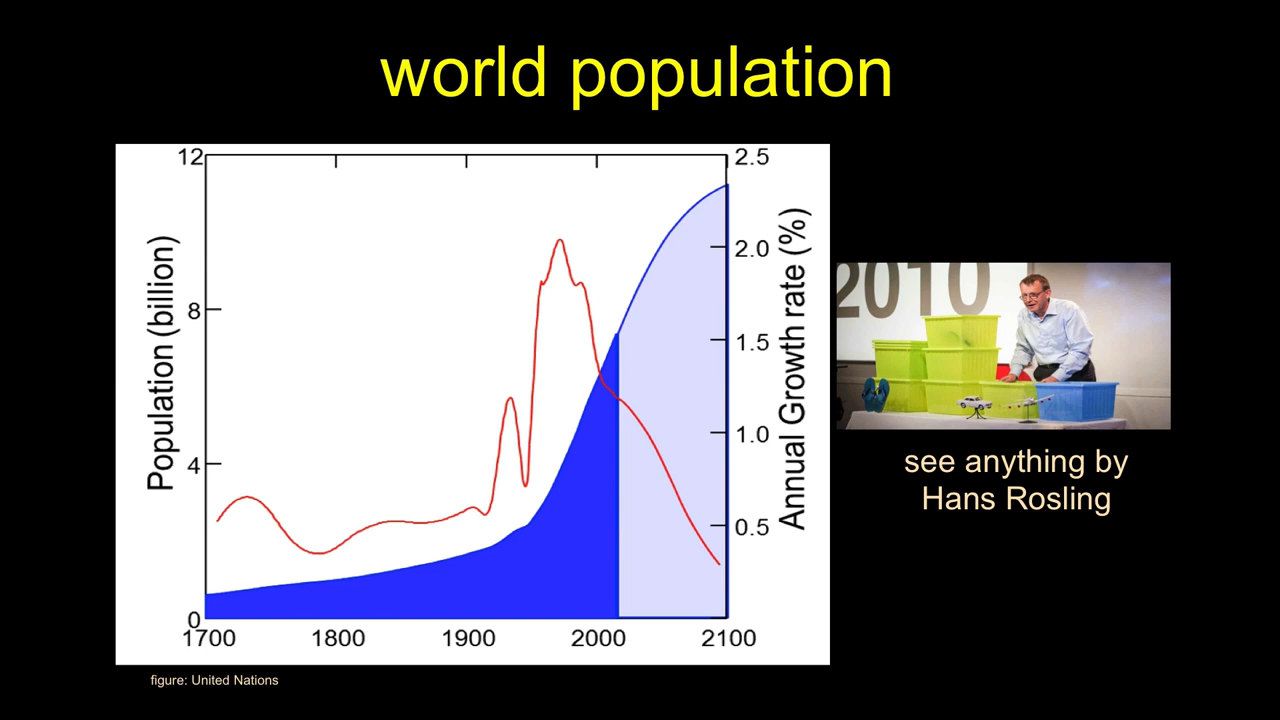 world population
12
8
4
0
Population (billion)
1700
1800
1900
2000
2100
2.5
2.0
1.5
1.0
0.5
Annual Growth rate (%)
2010
see anything by
Hans Rosling
figure: United Nations